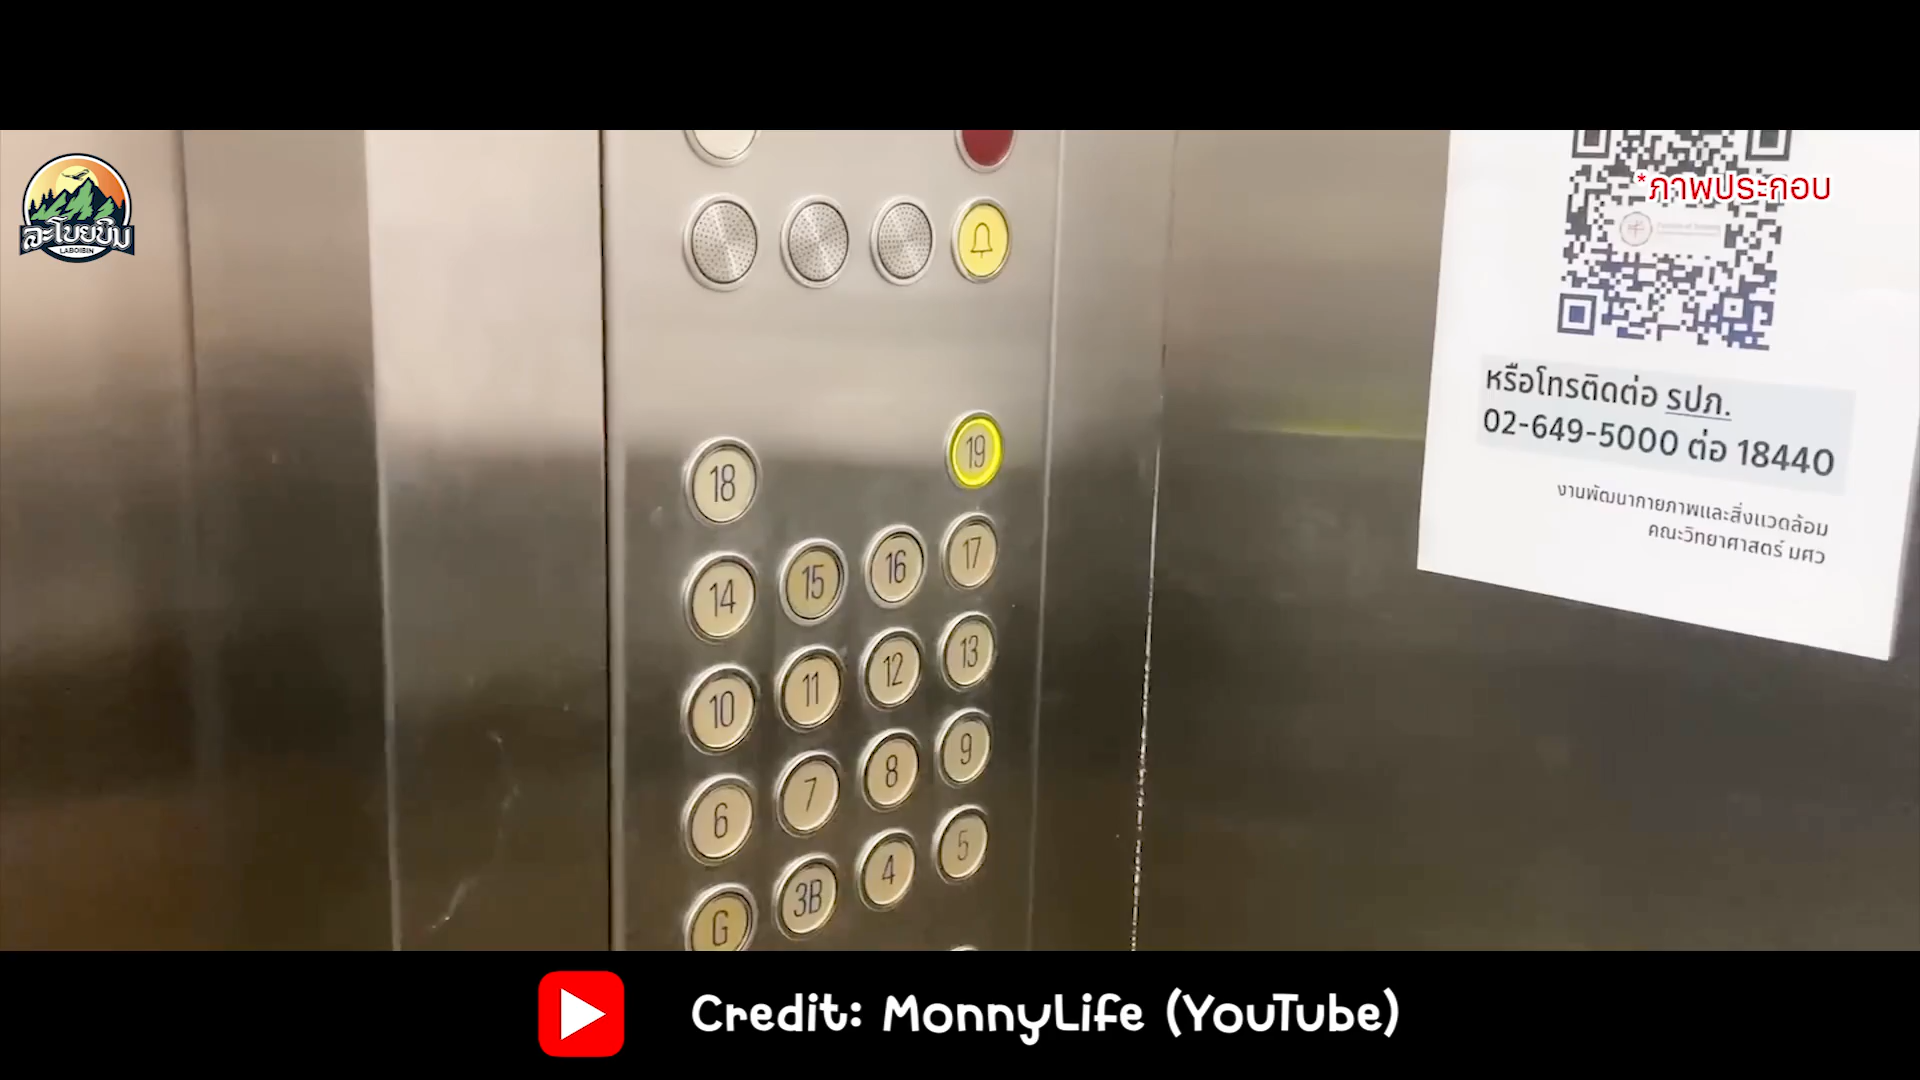 *ภาพประกอบ
ละโบยบิน
LABOIBIN
หรือโทรติดต่อ รปภ.
02-649-5000 ต่อ 18440
งานพัฒนากายภาพและสิ่งแวดล้อม
คณะวิทยาศาสตร์ มศว
18 19
14 15 16 17
10 11 12 13
6 7 8 9
G 3B 4 5
Credit: MonnyLife (YouTube)